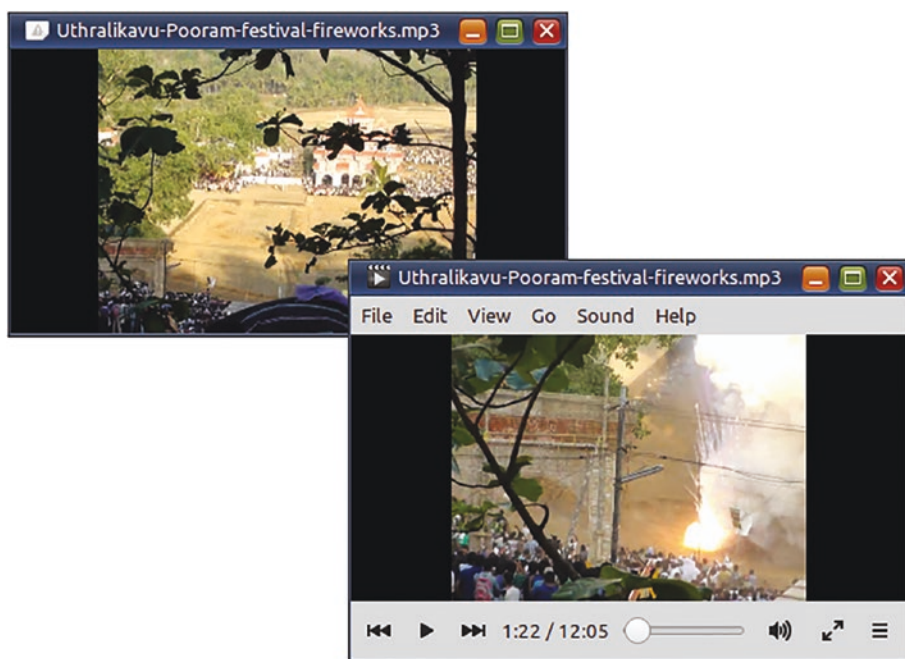 Uthralikavu-Pooram-festival-fireworks.mp3
Uthralikavu-Pooram-festival-fireworks.mp3
File Edit View Go Sound Help
1:22 / 12:05